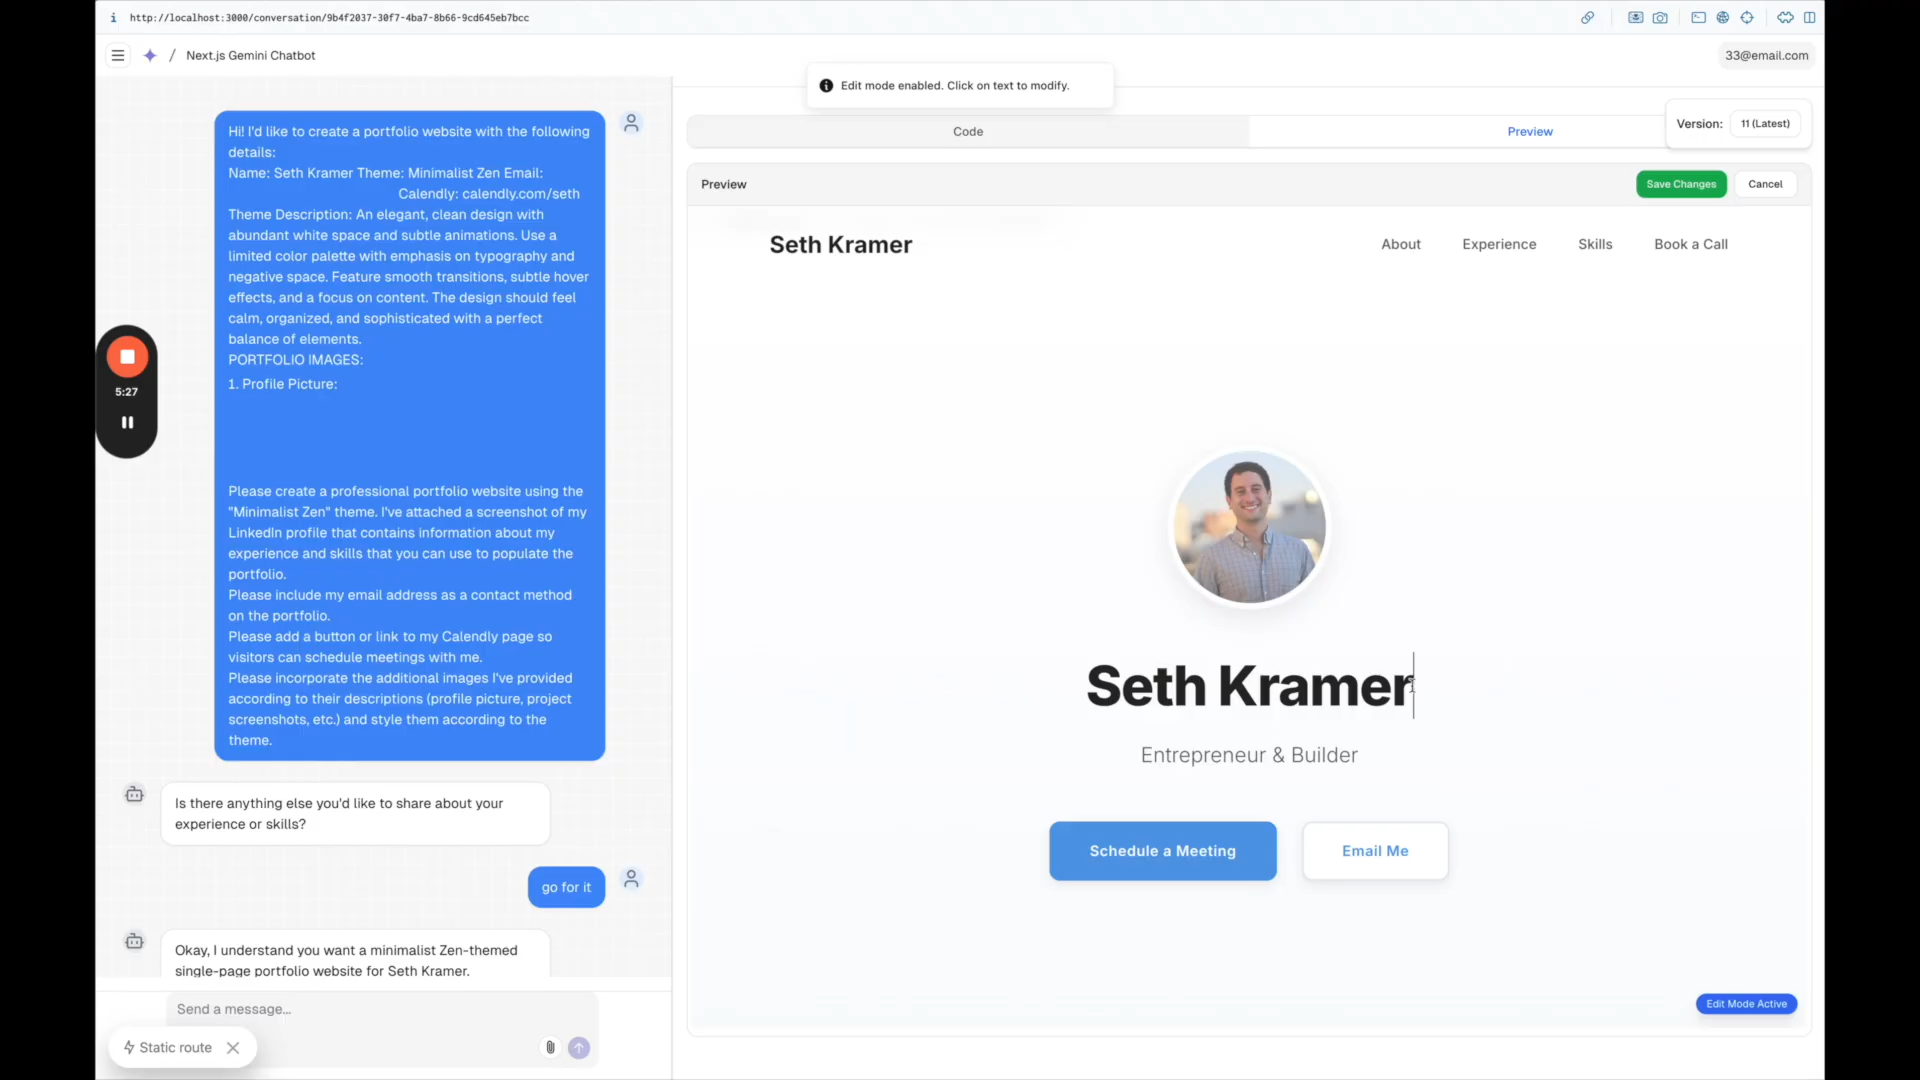 http://localhost:3000/conversation/9b4f2037-30f7-4ba7-8b66-9cd645eb7bcc
/ Next.js Gemini Chatbot
33@email.com
Edit mode enabled. Click on text to modify.
Hi! I'd like to create a portfolio website with the following
details:
Name: Seth Kramer Theme: Minimalist Zen Email:
Calendly: calendly.com/seth
Theme Description: An elegant, clean design with
abundant white space and subtle animations. Use a
limited color palette with emphasis on typography and
negative space. Feature smooth transitions, subtle hover
effects, and a focus on content. The design should feel
calm, organized, and sophisticated with a perfect
balance of elements.
PORTFOLIO IMAGES:
1. Profile Picture:
Please create a professional portfolio website using the
"Minimalist Zen" theme. I've attached a screenshot of my
LinkedIn profile that contains information about my
experience and skills that you can use to populate the
portfolio.
Please include my email address as a contact method
on the portfolio.
Please add a button or link to my Calendly page so
visitors can schedule meetings with me.
Please incorporate the additional images I've provided
according to their descriptions (profile picture, project
screenshots, etc.) and style them according to the
theme.
Is there anything else you'd like to share about your
experience or skills?
go for it
Okay, I understand you want a minimalist Zen-themed
single-page portfolio website for Seth Kramer.
Send a message...
Static route
5:27
Code
Preview
Version: 11 (Latest)
Preview
Save Changes
Cancel
Seth Kramer
About
Experience
Skills
Book a Call
Seth Kramer
Entrepreneur & Builder
Schedule a Meeting
Email Me
Edit Mode Active